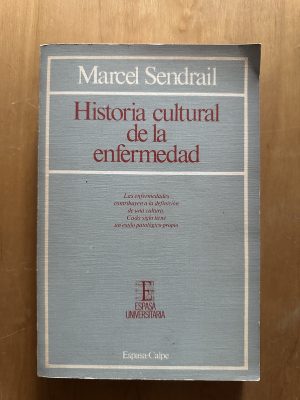 Marcel Sendrail
Historia cultural
de la
enfermedad
Las enfermedades
contribuyen a la definición
de una cultura.
Cada siglo tiene
un estilo patológico propio
E
ESPASA
UNIVERSITARIA
Espasa-Calpe